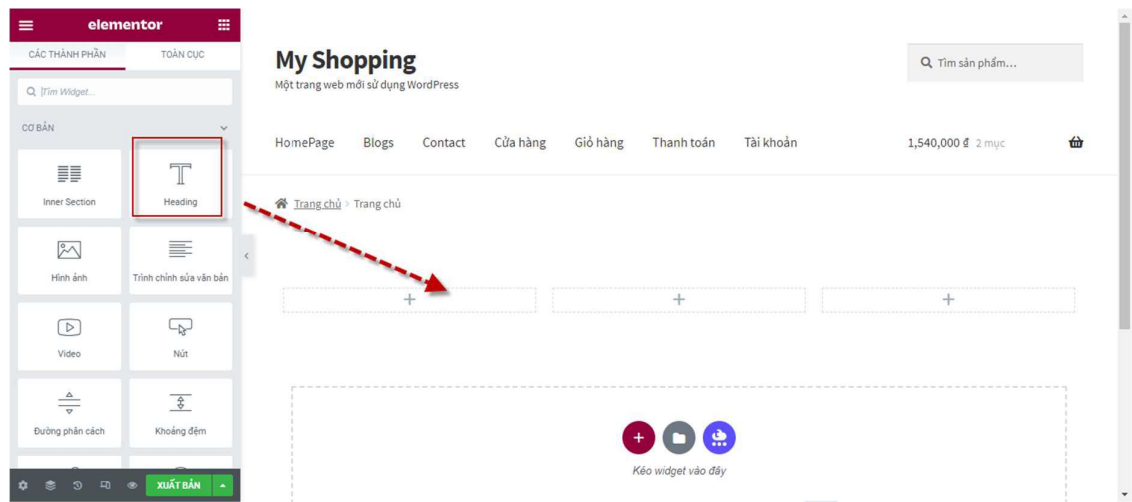 elementor
CÁC THÀNH PHẦN
TOÀN CỤC
Tìm Widget...
CƠ BẢN
Inner Section
Heading
Hình ảnh
Trình chỉnh sửa văn bản
Video
Nút
Đường phân cách
Khoảng đệm
XUẤT BẢN
My Shopping
Một trang web mới sử dụng WordPress
Tìm sản phẩm...
HomePage Blogs Contact Cửa hàng Giỏ hàng Thanh toán Tài khoản
1,540,000 ₫ 2 mục
Trang chủ > Trang chủ
Kéo widget vào đây